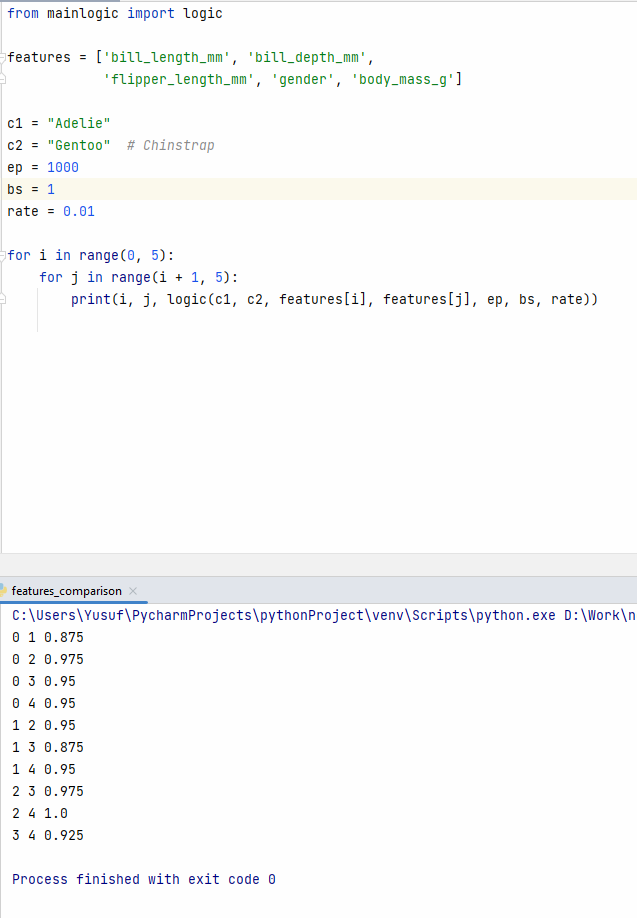 from mainlogic import logic
features = ['bill_length_mm', 'bill_depth_mm',
'flipper_length_mm', 'gender', 'body_mass_g']
c1 = "Adelie"
c2 = "Gentoo"  # Chinstrap
ep = 1000
bs = 1
rate = 0.01
for i in range(0, 5):
for j in range(i + 1, 5):
print(i, j, logic(c1, c2, features[i], features[j], ep, bs, rate))
features_comparison
C:\Users\Yusuf\PycharmProjects\pythonProject\venv\Scripts\python.exe D:\Work\n
0 1 0.875
0 2 0.975
0 3 0.95
0 4 0.95
1 2 0.95
1 3 0.875
1 4 0.95
2 3 0.975
2 4 1.0
3 4 0.925
Process finished with exit code 0